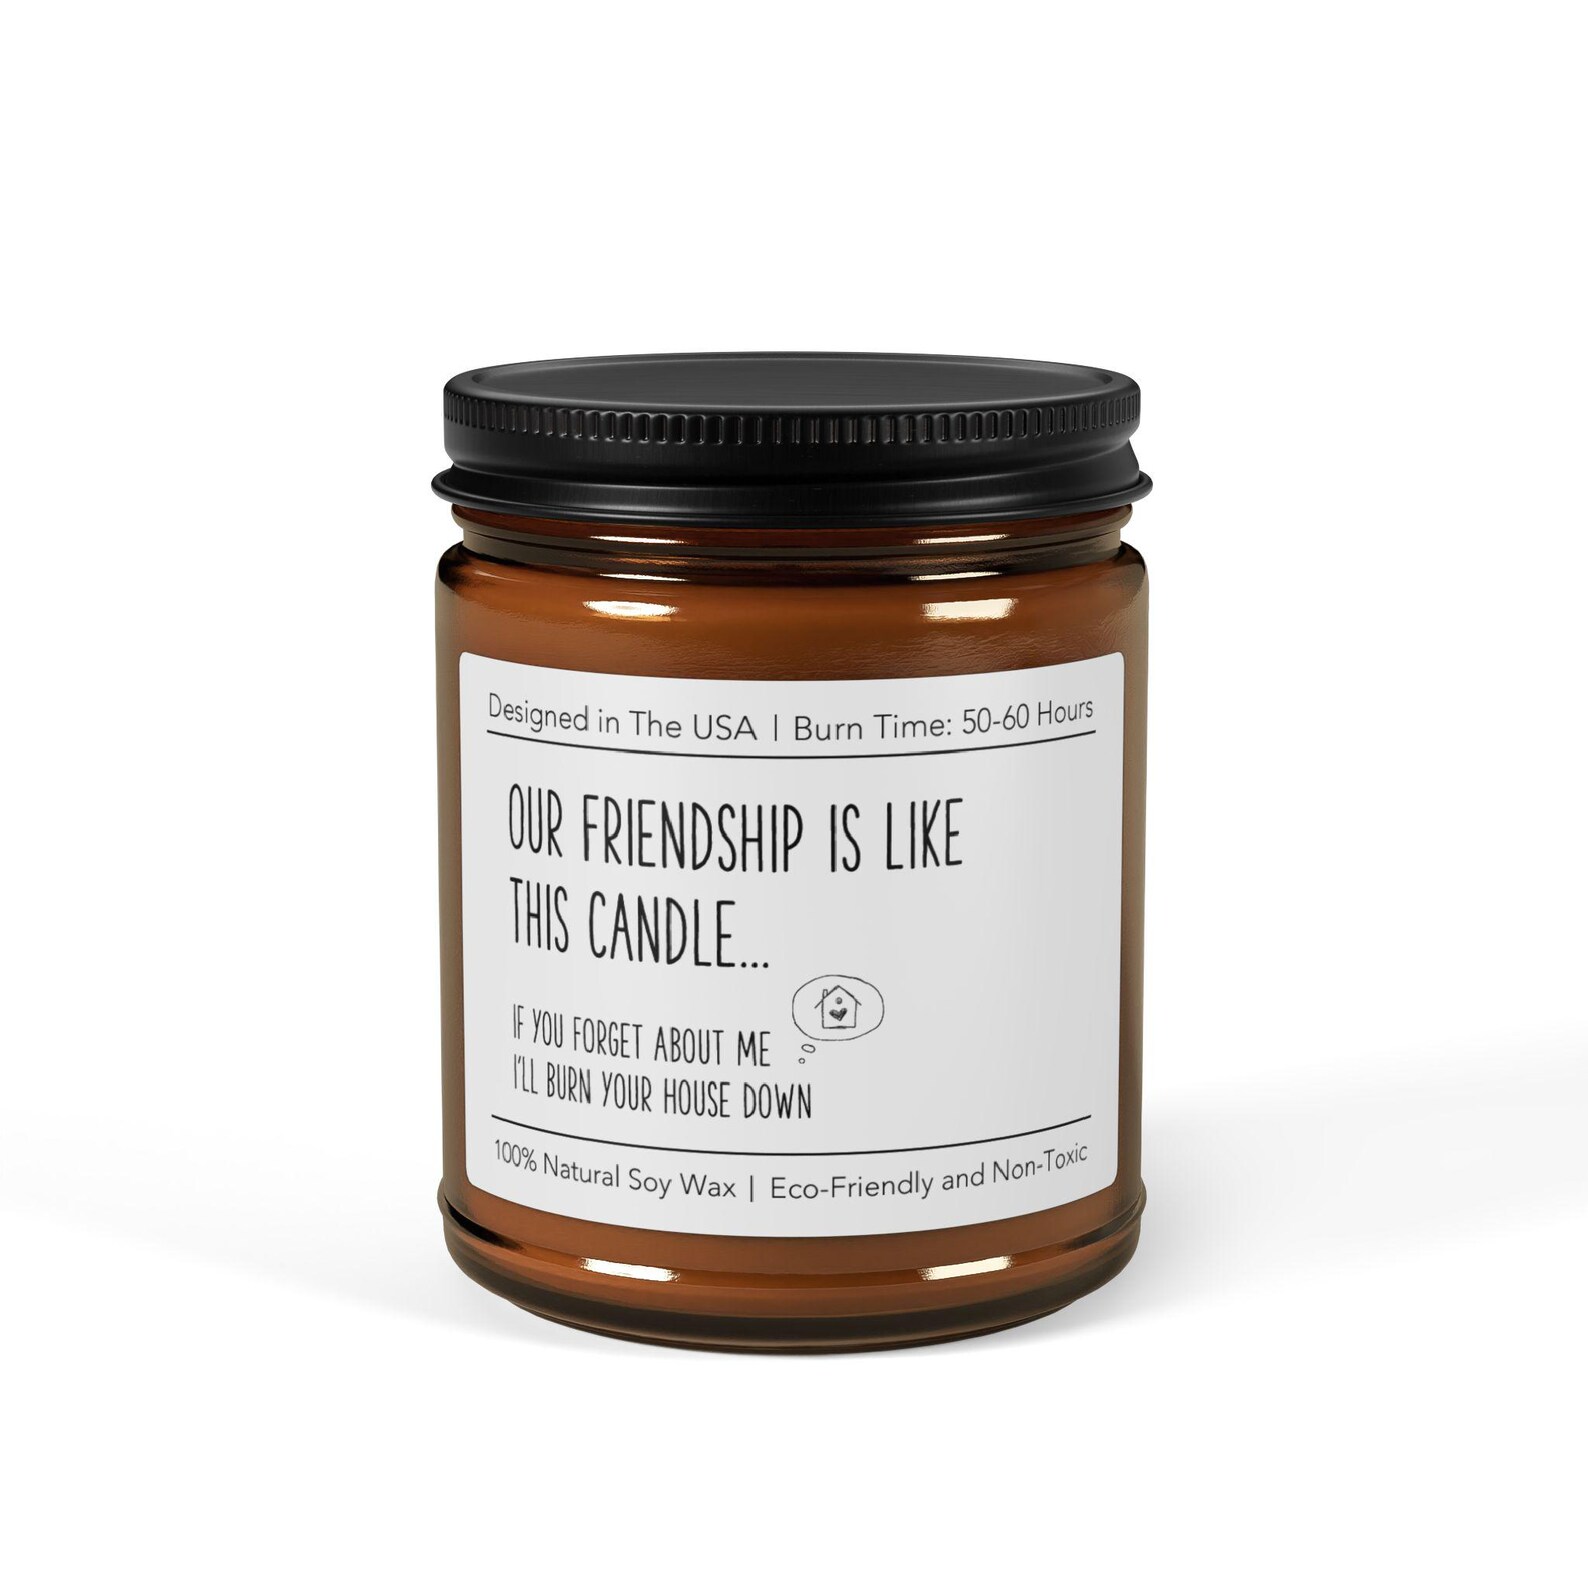 Designed in The USA | Burn Time: 50-60 Hours
OUR FRIENDSHIP IS LIKE
THIS CANDLE...
IF YOU FORGET ABOUT ME
I'LL BURN YOUR HOUSE DOWN
100% Natural Soy Wax | Eco-Friendly and Non-Toxic